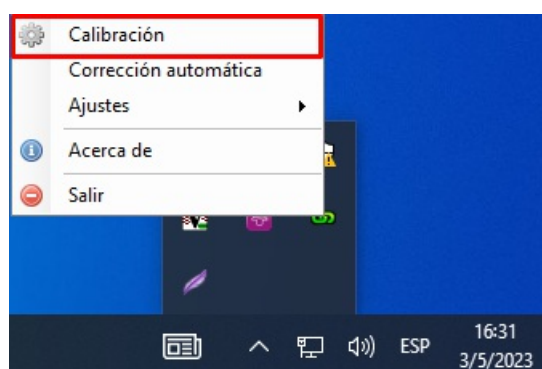 Calibración
Corrección automática
Ajustes
Acerca de
Salir
ESP
16:31
3/5/2023